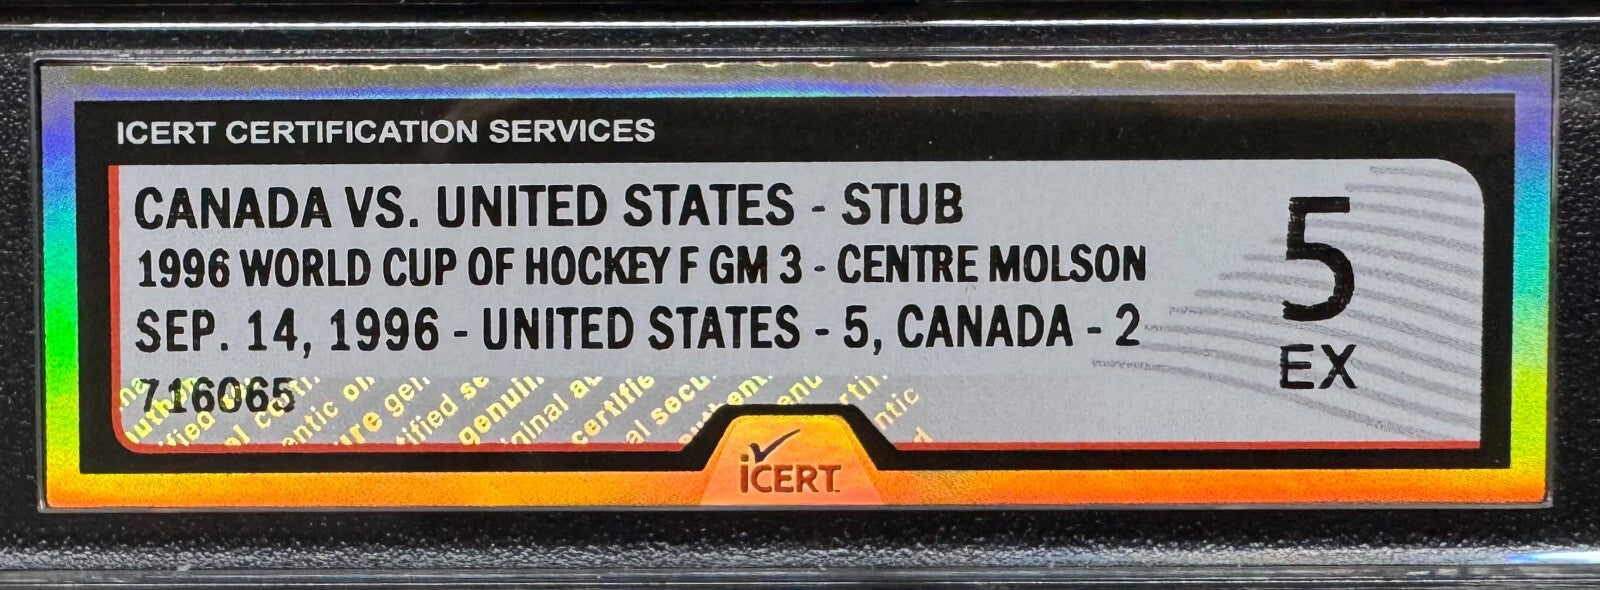 ICERT CERTIFICATION SERVICES
CANADA VS. UNITED STATES - STUB
1996 WORLD CUP OF HOCKEY F GM 3 - CENTRE MOLSON
SEP. 14, 1996 - UNITED STATES - 5, CANADA - 2
716065
5
EX
iCERT